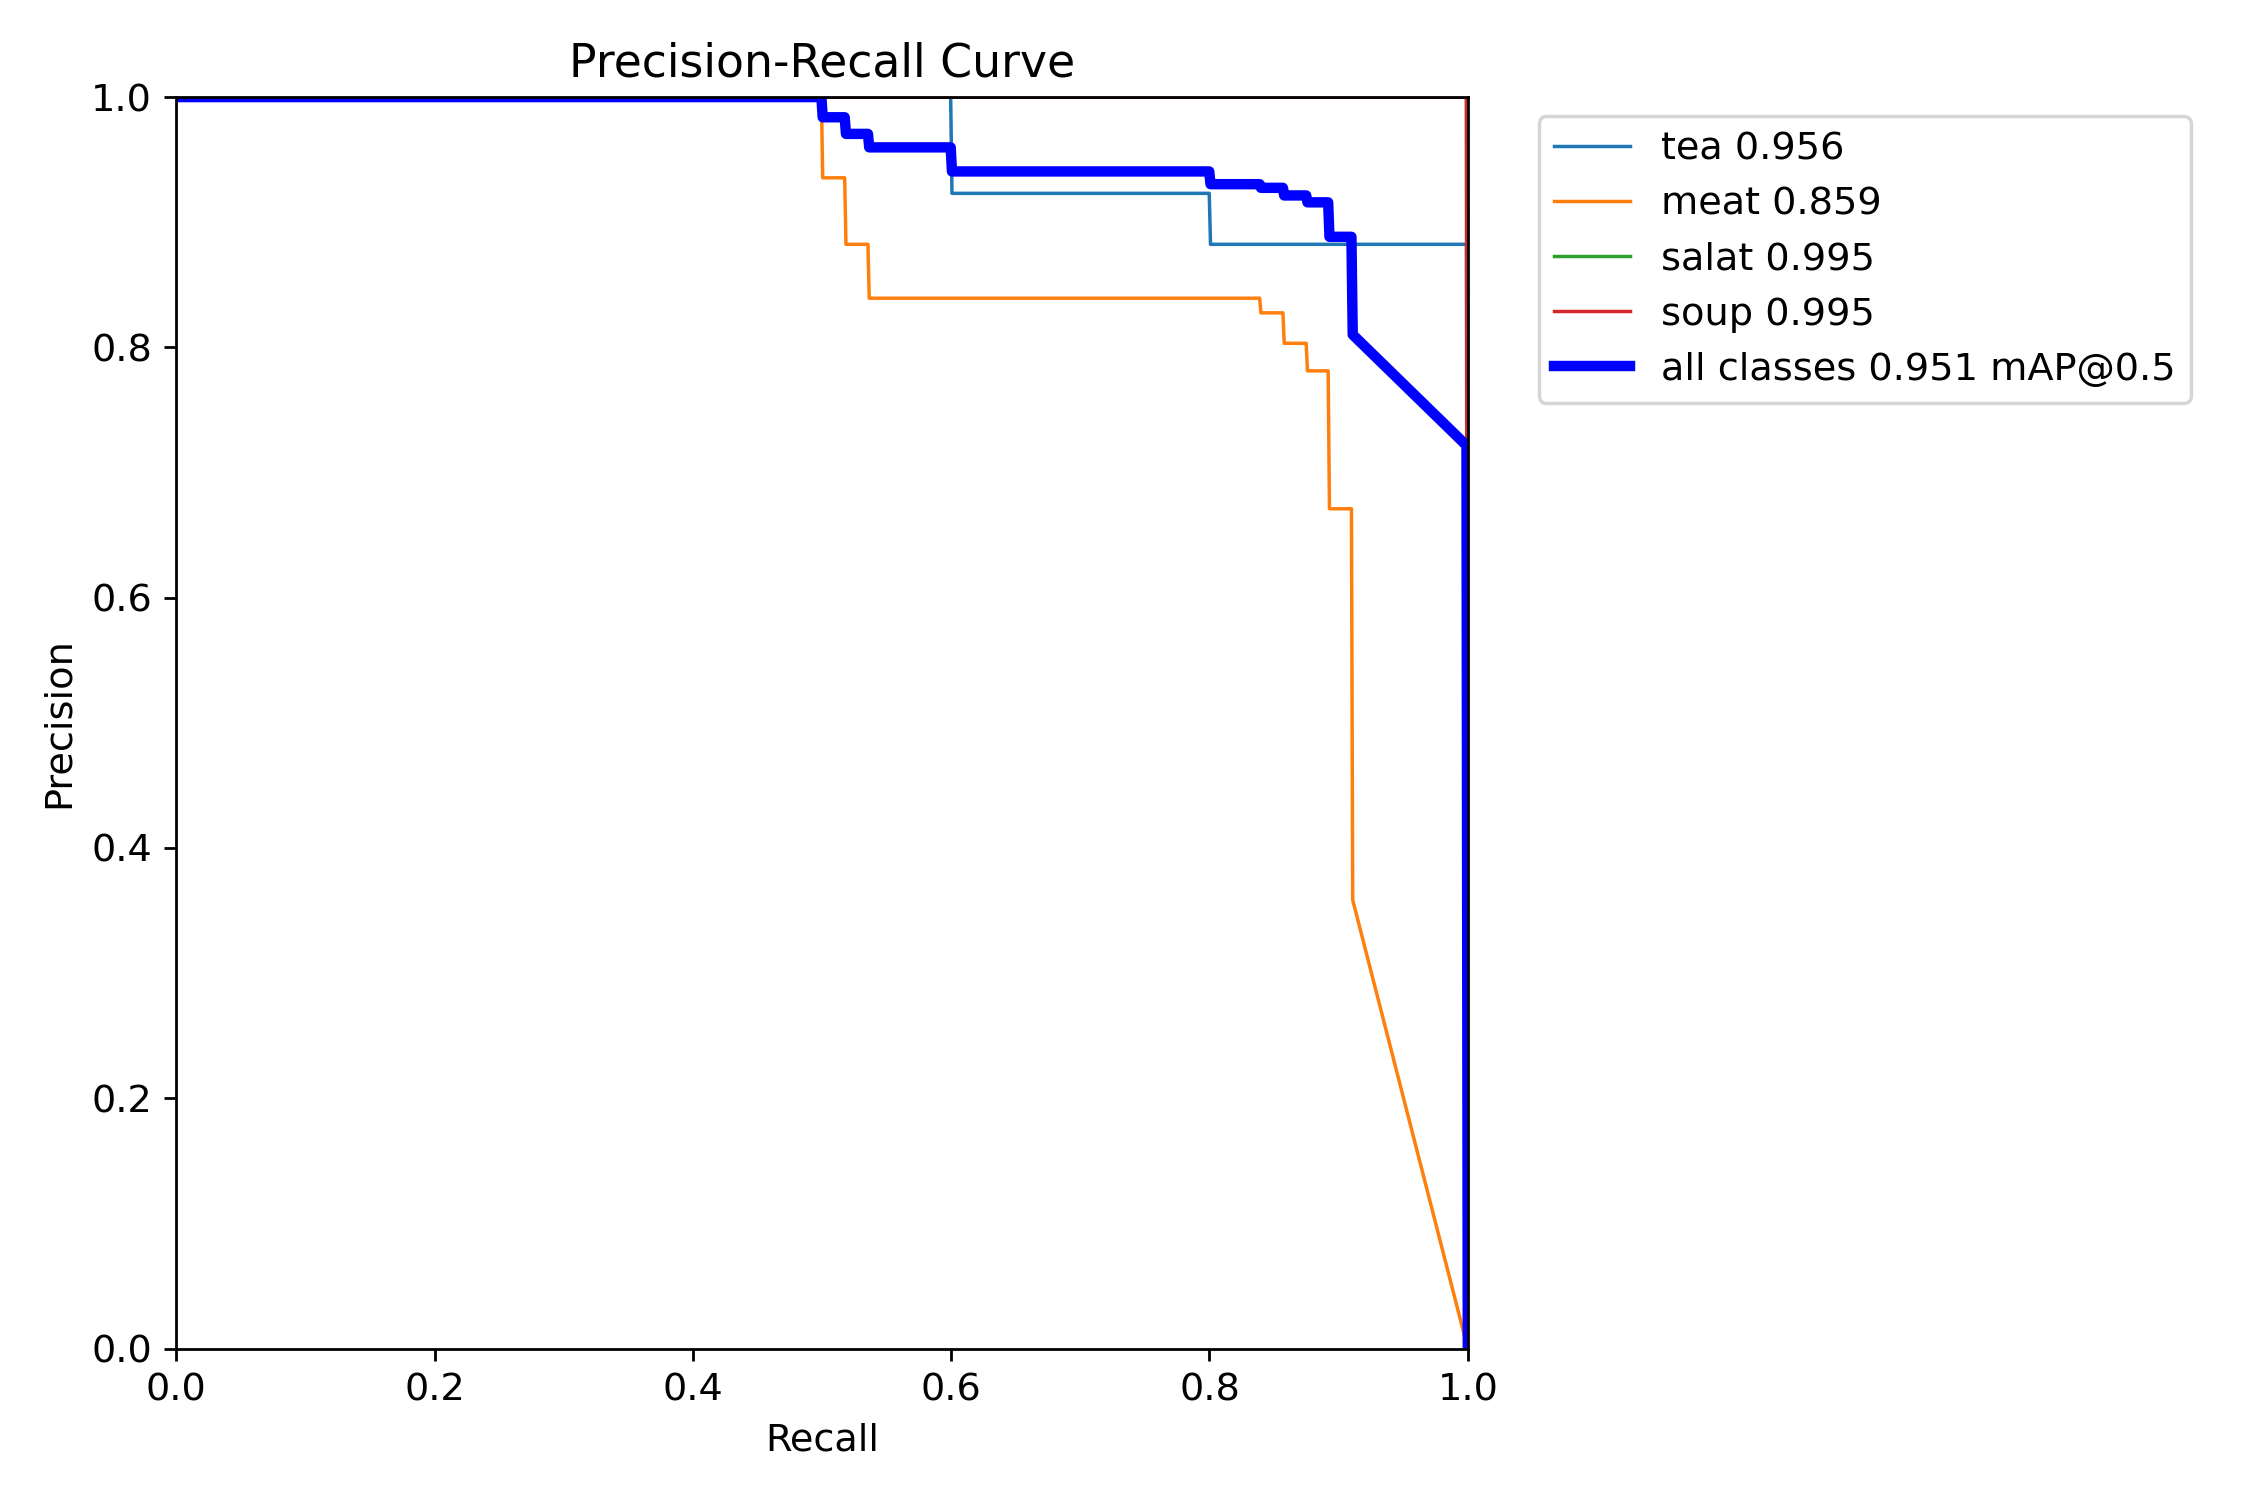 Precision-Recall Curve
1.0
0.8
0.6
0.4
0.2
0.0
Precision
0.0 0.2 0.4 0.6 0.8 1.0
Recall
tea 0.956
meat 0.859
salat 0.995
soup 0.995
all classes 0.951 mAP@0.5